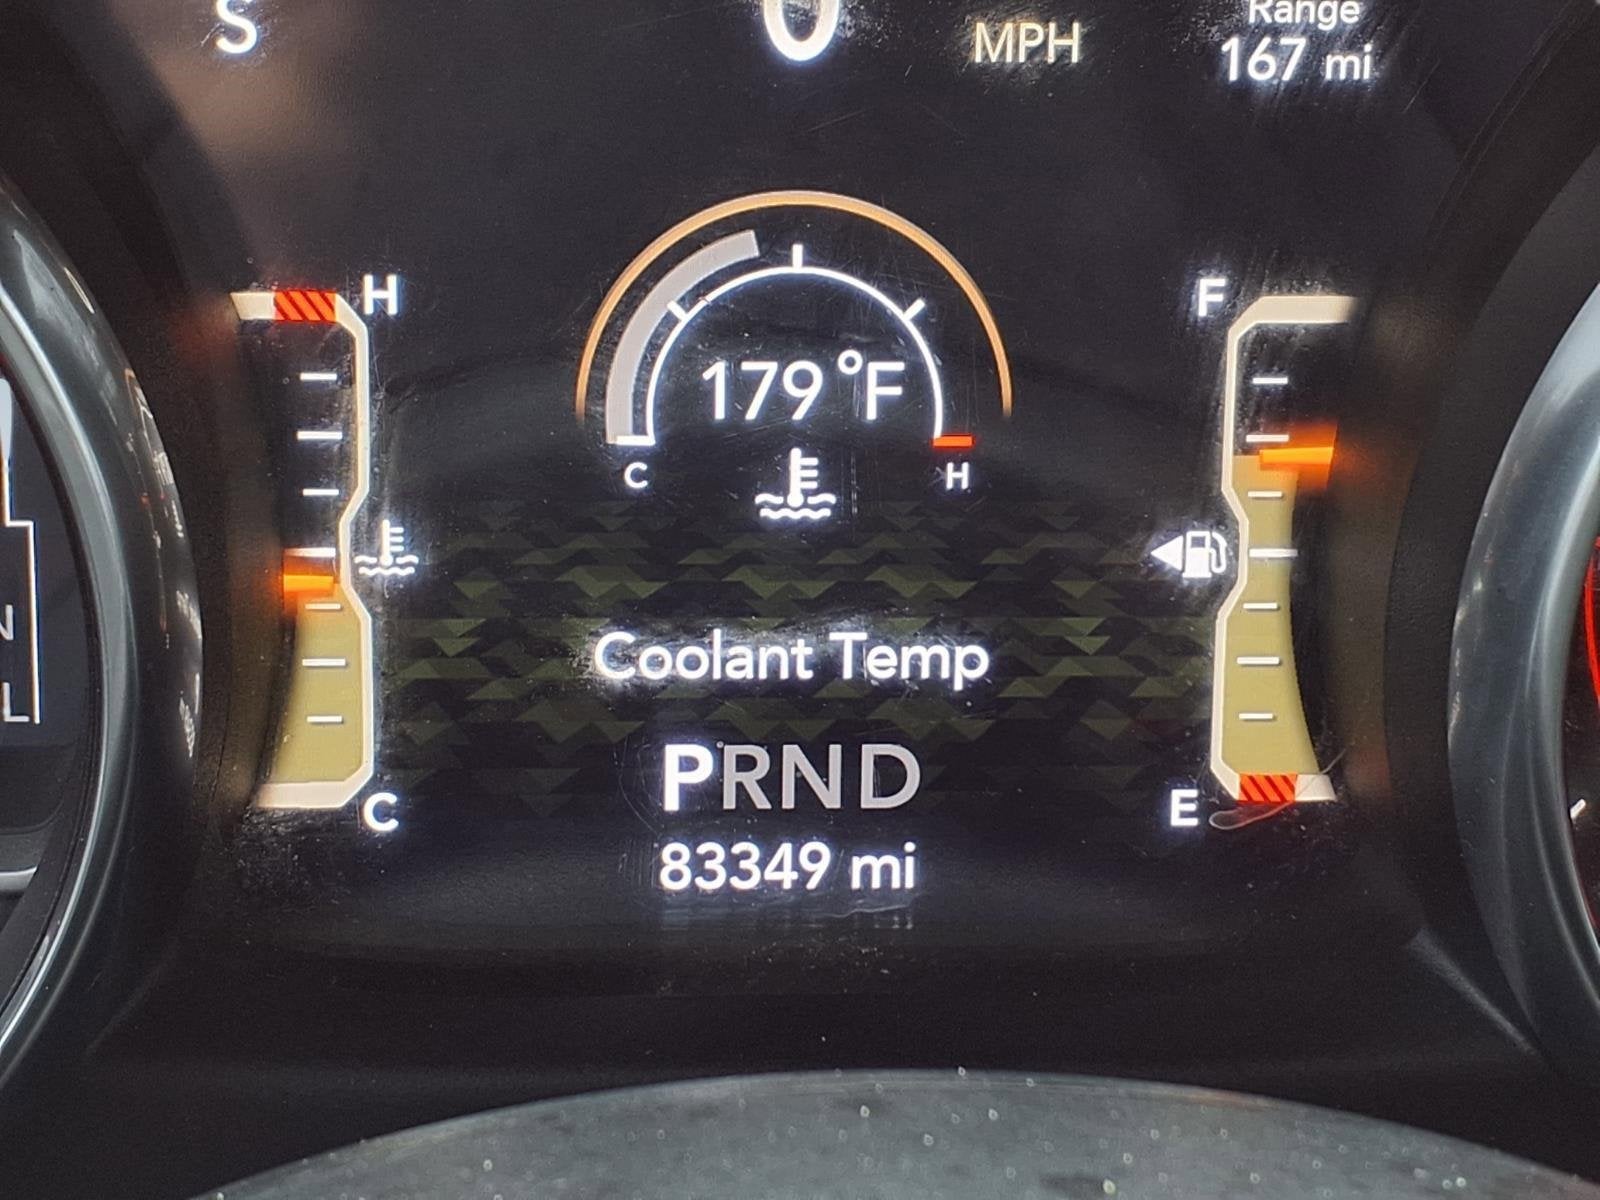 S
0 MPH
Range
167 mi
H
F
179 °F
C H
Coolant Temp
PRND
C
E
83349 mi
N
L